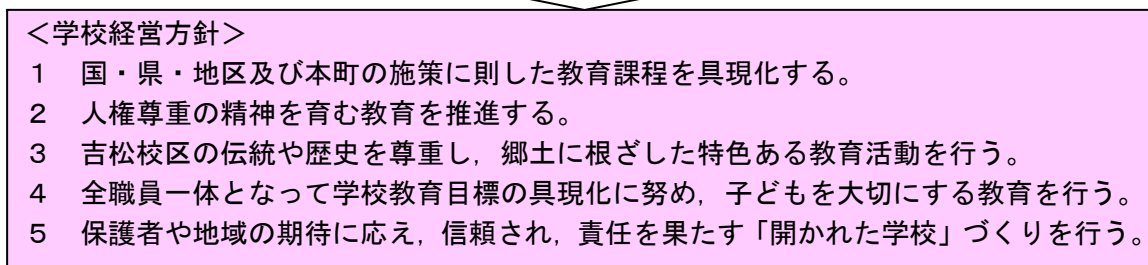 ＜学校経営方針＞
１　国・県・地区及び本町の施策に則した教育課程を具現化する。
２　人権尊重の精神を育む教育を推進する。
３　吉松校区の伝統や歴史を尊重し，郷土に根ざした特色ある教育活動を行う。
４　全職員一体となって学校教育目標の具現化に努め，子どもを大切にする教育を行う。
５　保護者や地域の期待に応え，信頼され，責任を果たす「開かれた学校」づくりを行う。